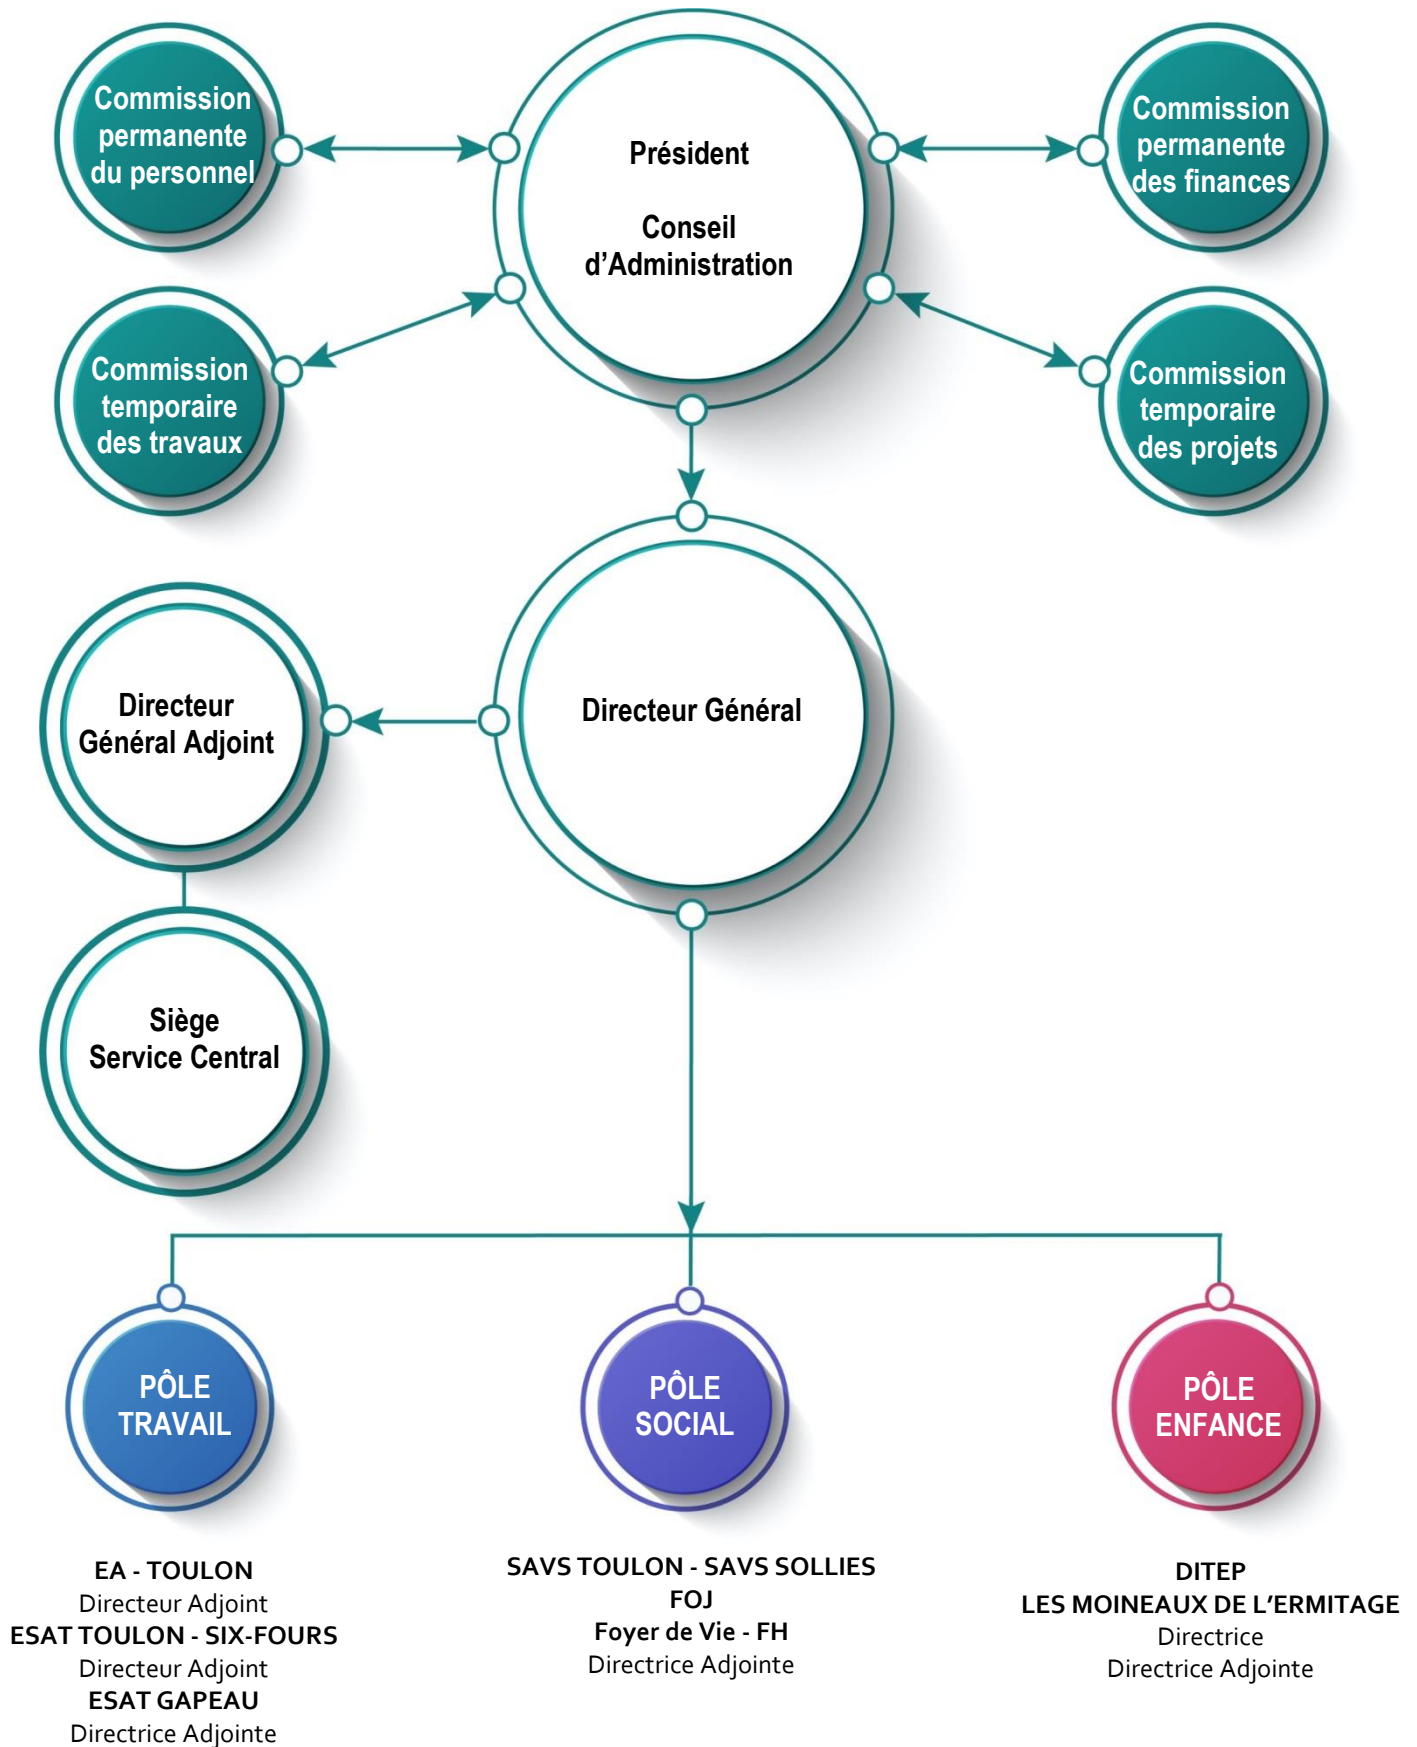 Commission
permanente
du personnel
Président
Conseil
d’Administration
Commission
permanente
des finances
Commission
temporaire
des travaux
Commission
temporaire
des projets
Directeur
Général Adjoint
Directeur Général
Siège
Service Central
PÔLE
TRAVAIL
PÔLE
SOCIAL
PÔLE
ENFANCE
EA - TOULON
Directeur Adjoint
ESAT TOULON - SIX-FOURS
Directeur Adjoint
ESAT GAPEAU
Directrice Adjointe
SAVS TOULON - SAVS SOLLIES
FOJ
Foyer de Vie - FH
Directrice Adjointe
DITEP
LES MOINEAUX DE L’ERMITAGE
Directrice
Directrice Adjointe